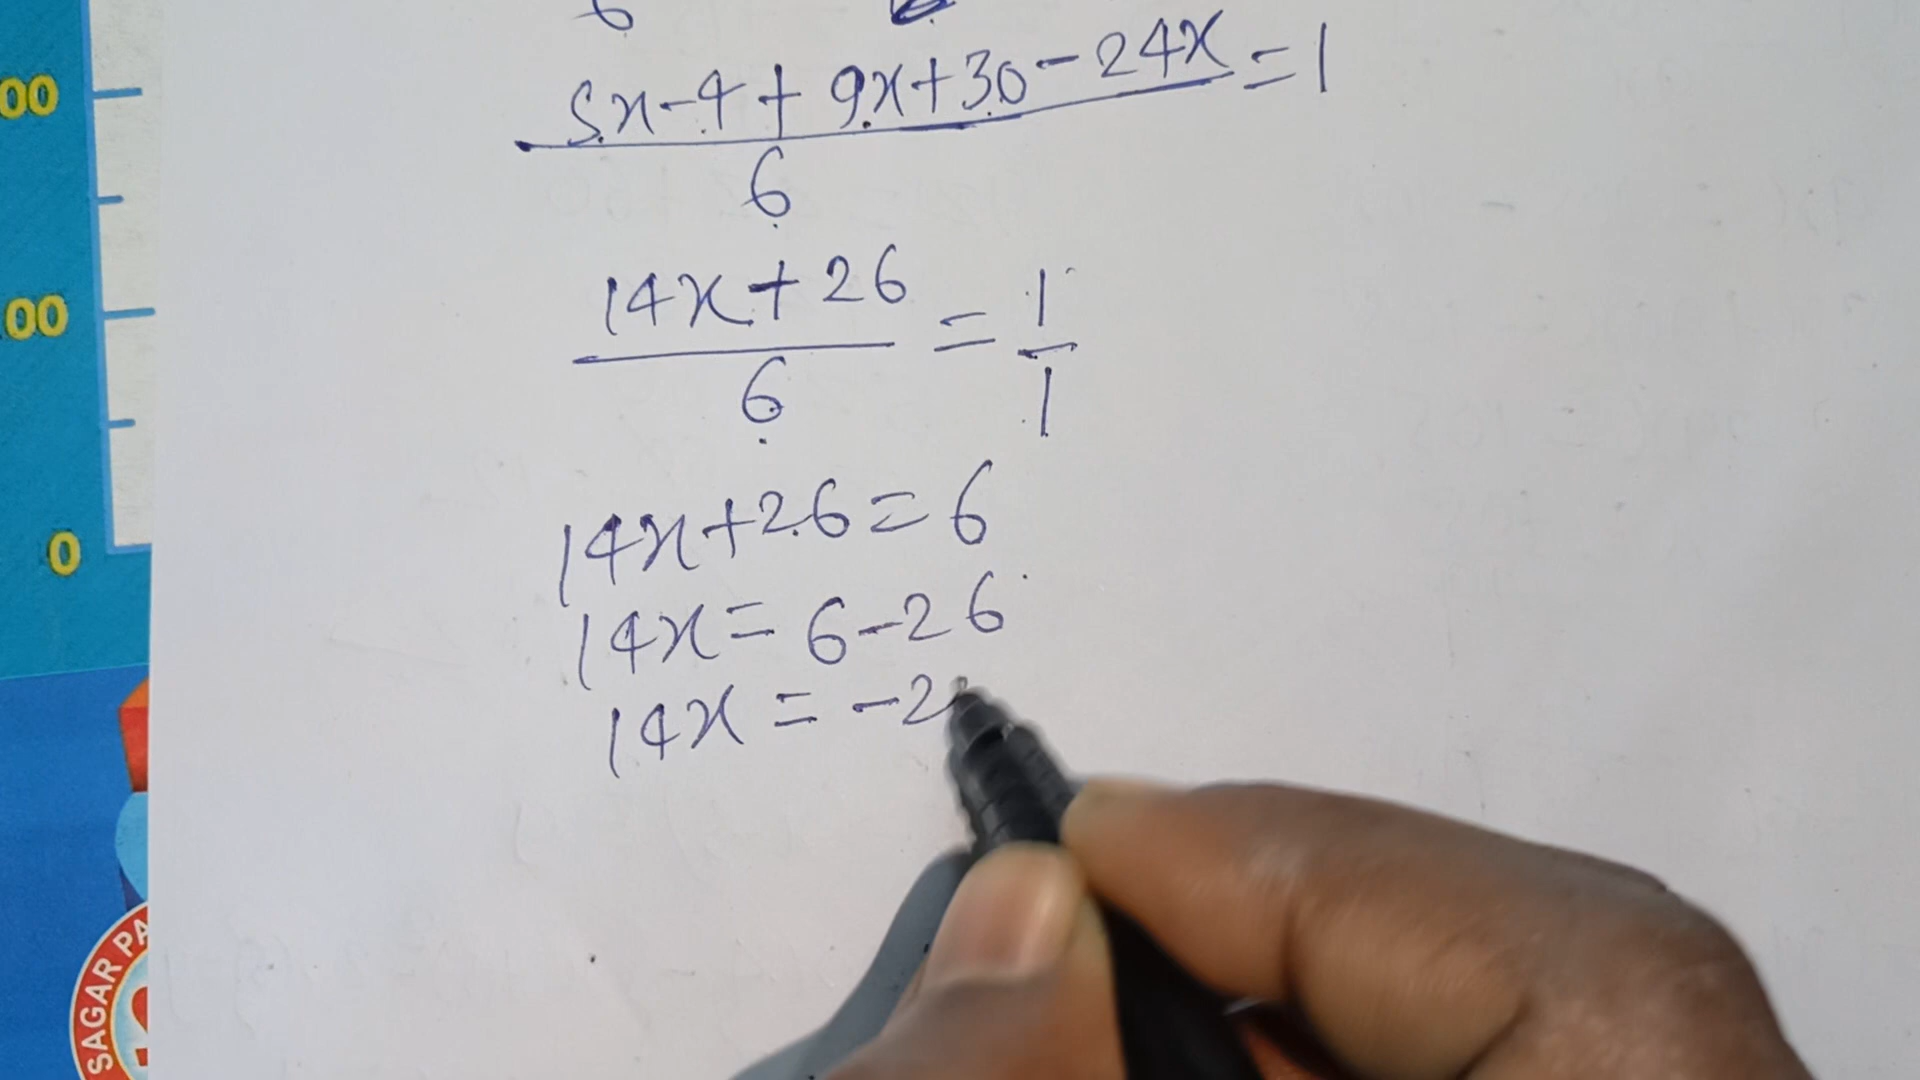 00
5x-4+9x+30-24x=1
6
14x+26 = 1
6 1
00
14x+26=6
0
14x=6-26
14x=-2
SAGAR PA